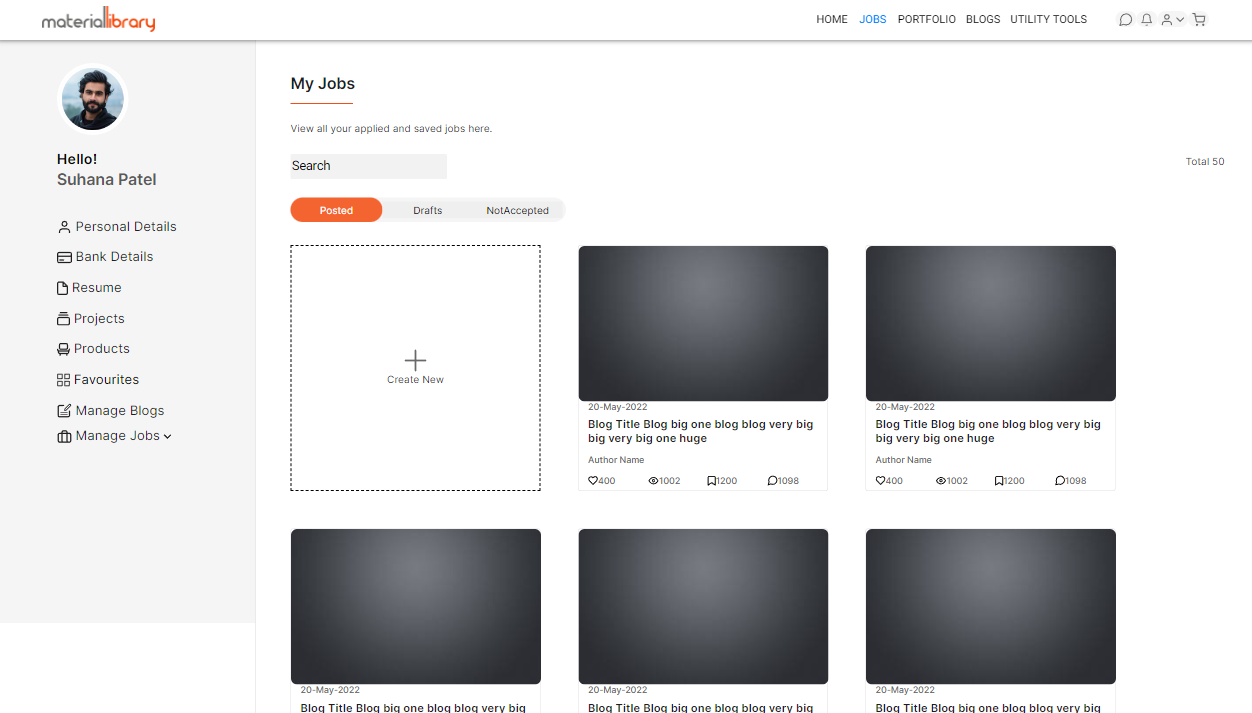 materiallibrary
HOME JOBS PORTFOLIO BLOGS UTILITY TOOLS
Hello!
Suhana Patel
Personal Details
Bank Details
Resume
Projects
Products
Favourites
Manage Blogs
Manage Jobs
My Jobs
View all your applied and saved jobs here.
Search
Total 50
Posted Drafts NotAccepted
Create New
20-May-2022
Blog Title Blog big one blog blog very big
big very big one huge
Author Name
400 1002 1200 1098
20-May-2022
Blog Title Blog big one blog blog very big
big very big one huge
Author Name
400 1002 1200 1098
20-May-2022
Blog Title Blog big one blog blog very big
20-May-2022
Blog Title Blog big one blog blog very big
20-May-2022
Blog Title Blog big one blog blog very big